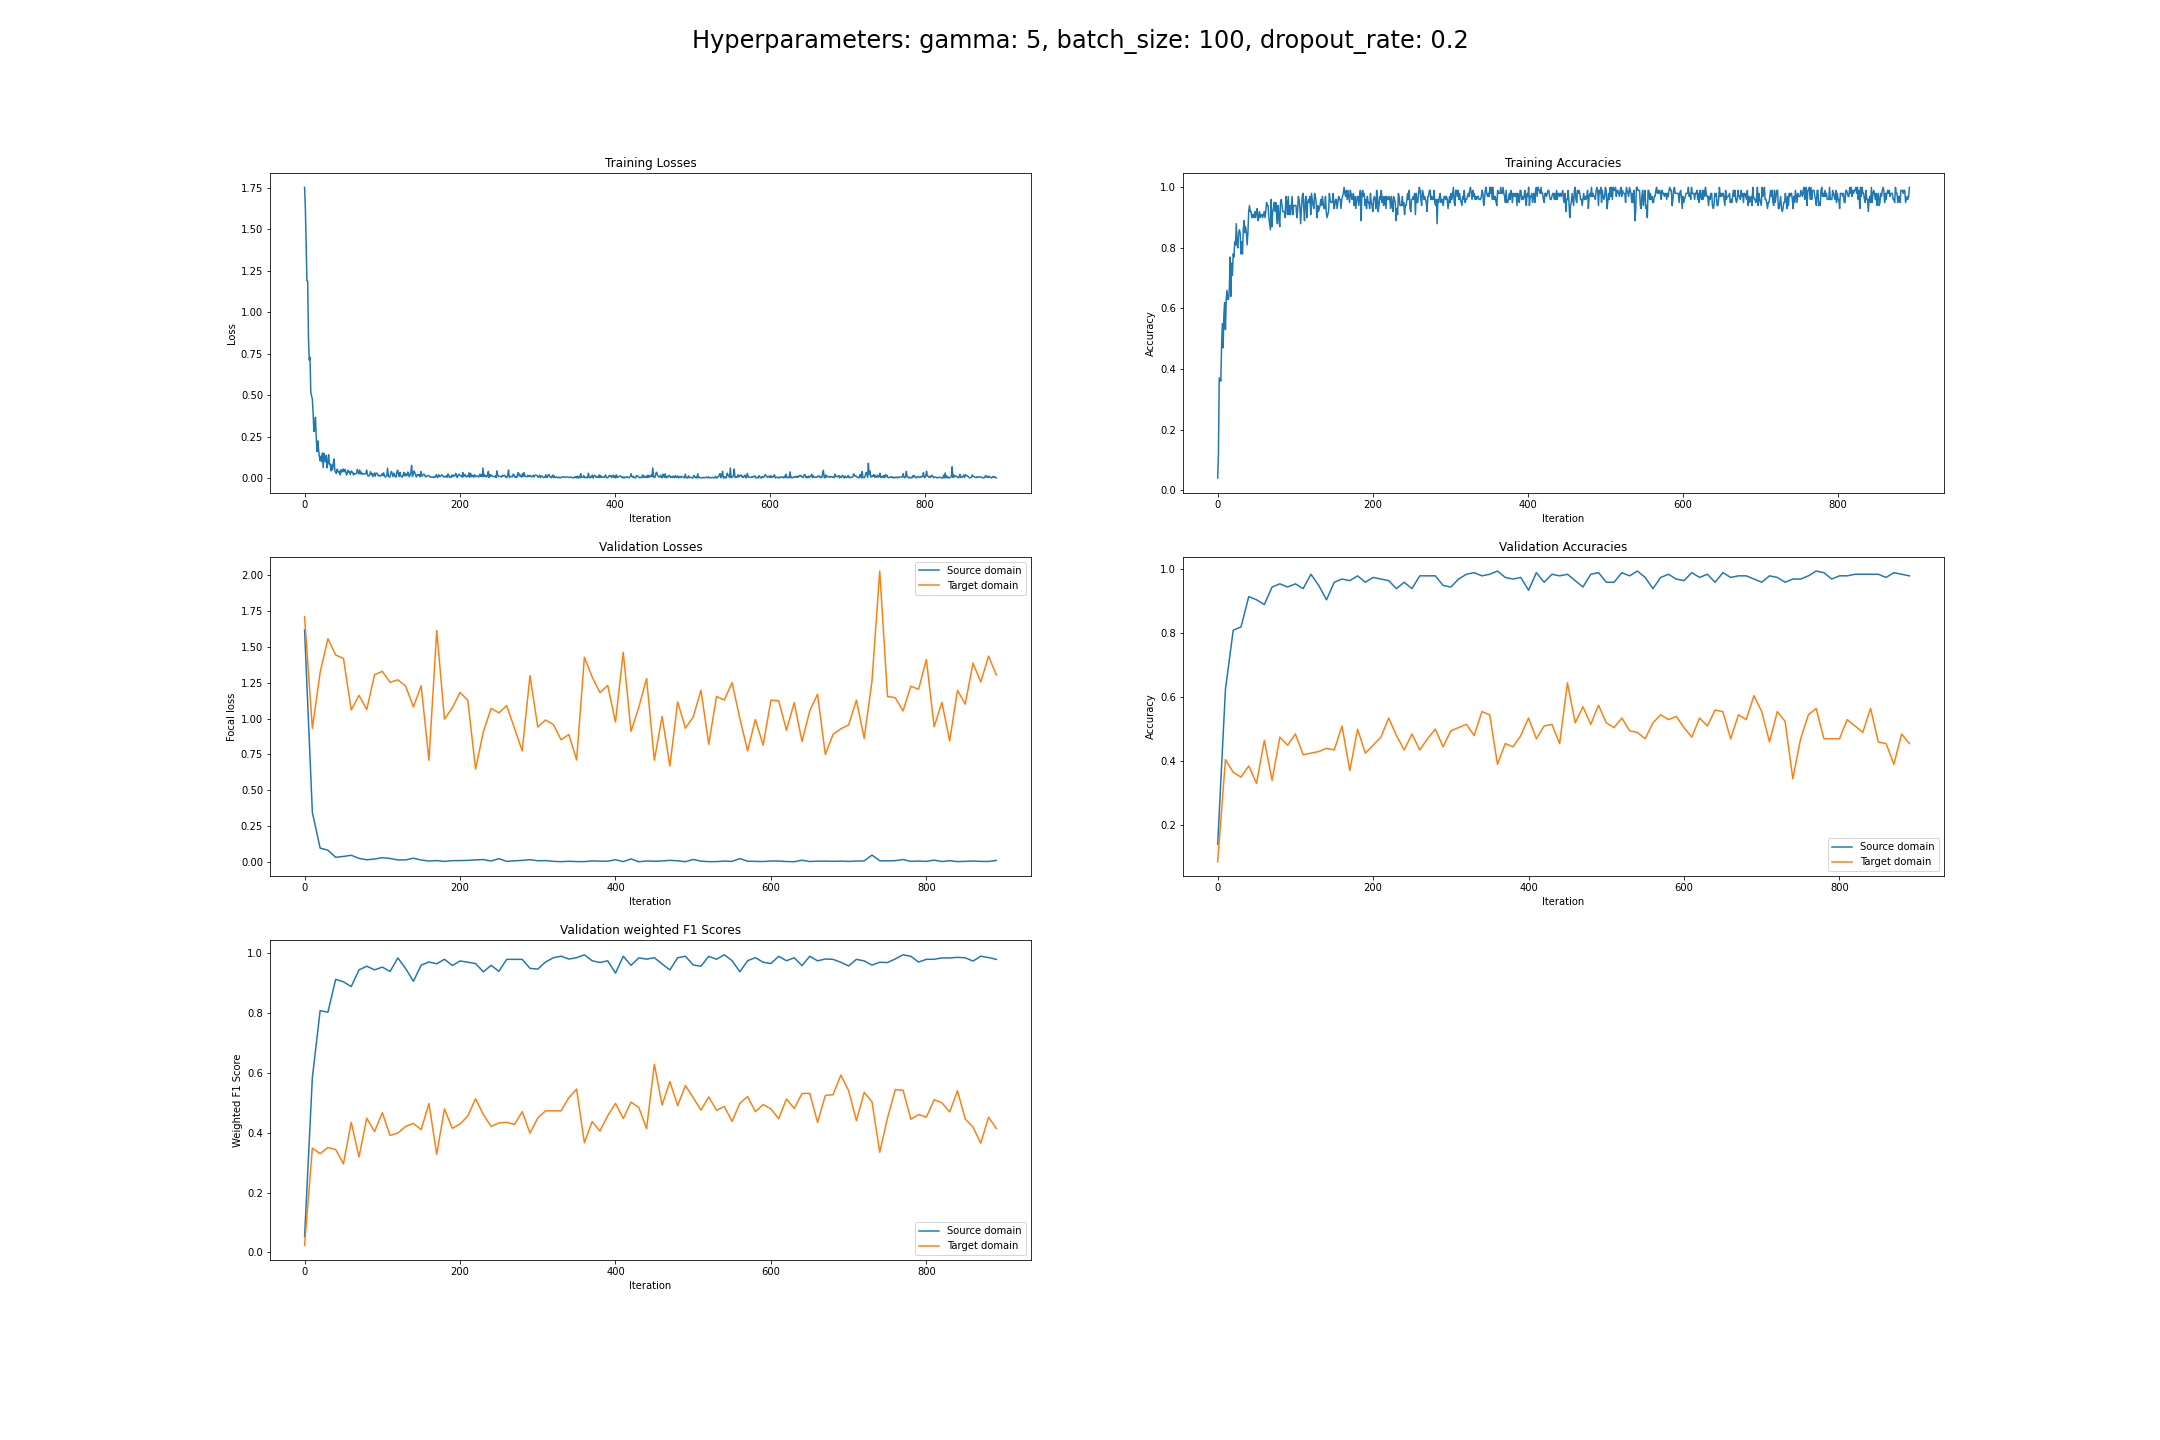 Hyperparameters: gamma: 5, batch_size: 100, dropout_rate: 0.2
Training Losses
Loss
1.75
1.50
1.25
1.00
0.75
0.50
0.25
0.00
0 200 400 600 800
Iteration
Training Accuracies
Accuracy
1.0
0.8
0.6
0.4
0.2
0.0
0 200 400 600 800
Iteration
Validation Losses
Focal loss
2.00
1.75
1.50
1.25
1.00
0.75
0.50
0.25
0.00
Source domain
Target domain
0 200 400 600 800
Iteration
Validation Accuracies
Accuracy
1.0
0.8
0.6
0.4
0.2
Source domain
Target domain
0 200 400 600 800
Iteration
Validation weighted F1 Scores
Weighted F1 Score
1.0
0.8
0.6
0.4
0.2
0.0
Source domain
Target domain
0 200 400 600 800
Iteration